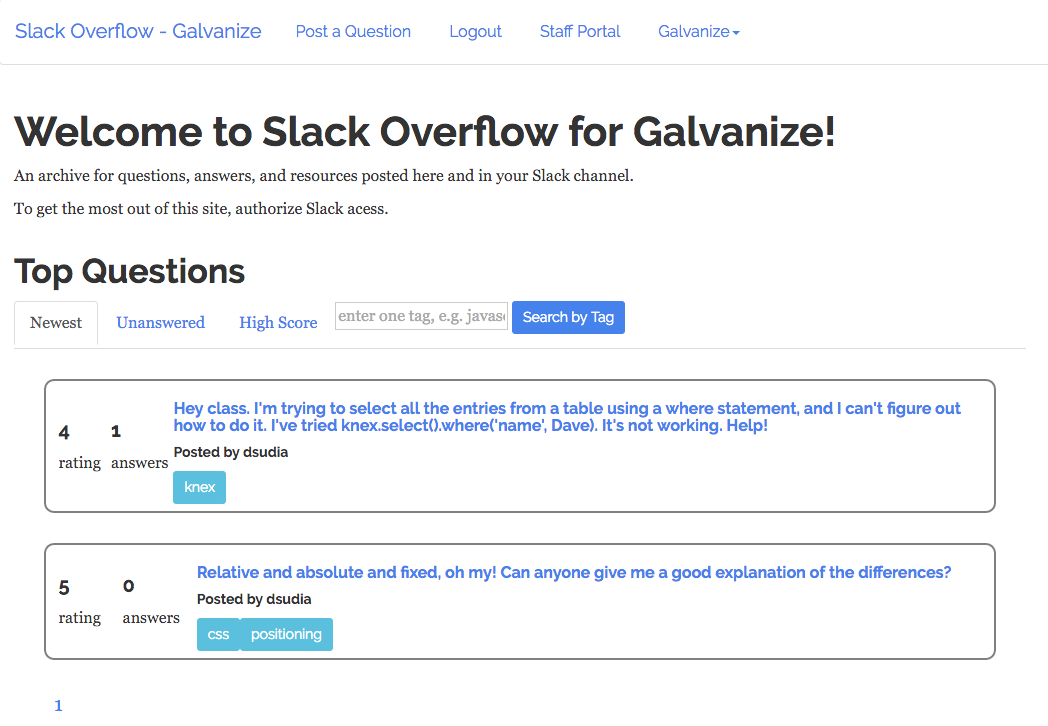 Slack Overflow - Galvanize Post a Question Logout Staff Portal Galvanize
Welcome to Slack Overflow for Galvanize!
An archive for questions, answers, and resources posted here and in your Slack channel.
To get the most out of this site, authorize Slack acess.
Top Questions
Newest Unanswered High Score enter one tag, e.g. javas Search by Tag
4 rating
1 answers
Hey class. I'm trying to select all the entries from a table using a where statement, and I can't figure out
how to do it. I've tried knex.select().where('name', Dave). It's not working. Help!
Posted by dsudia
knex
5 rating
0 answers
Relative and absolute and fixed, oh my! Can anyone give me a good explanation of the differences?
Posted by dsudia
css positioning
1